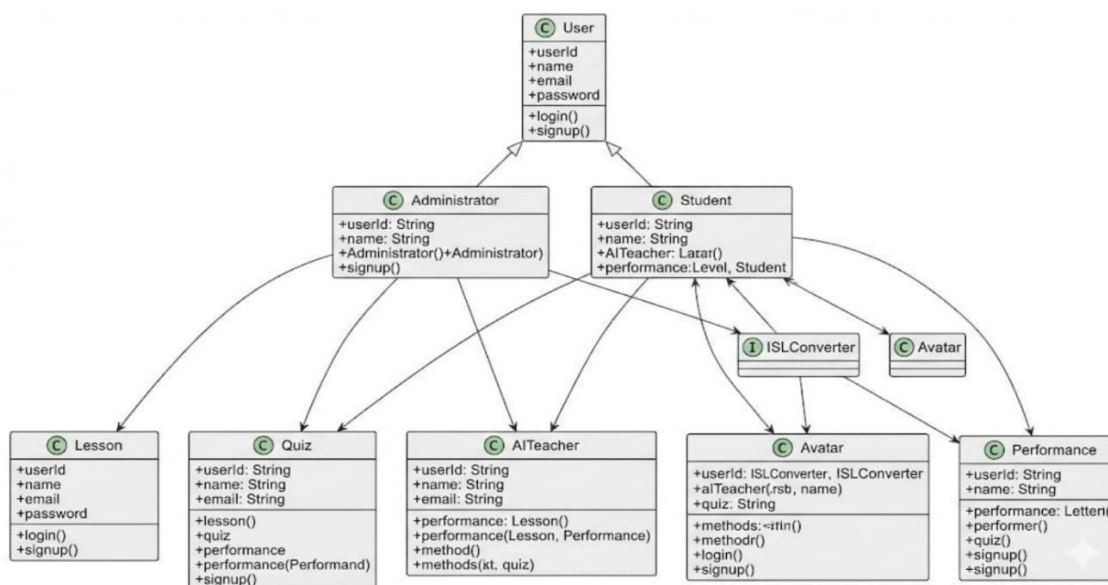 C User
+userId
+name
+email
+password
+login()
+signup()
C Administrator
+userId: String
+name: String
+Administrator()+Administrator)
+signup()
C Student
+userId: String
+name: String
+AITeacher:
+performance:Level, Student
I ISLConverter
C Avatar
C Lesson
+userId
+name
+email
+password
+login()
+signup()
C Quiz
+userId: String
+name: String
+email: String
+lesson()
+quiz
+performance
+performance(Performand)
+signup()
C AITeacher
+userId: String
+name: String
+email: String
+performance: Lesson()
+performance(Lesson, Performance)
+method()
+methods( quiz)
C Avatar
+userId: ISLConverter, ISLConverter
+aITeacher( name)
+quiz: String
+methods:
+methodr()
+login()
+signup()
C Performance
+userId: String
+name: String
+performance:
+performer()
+quiz()
+signup()
+signup()